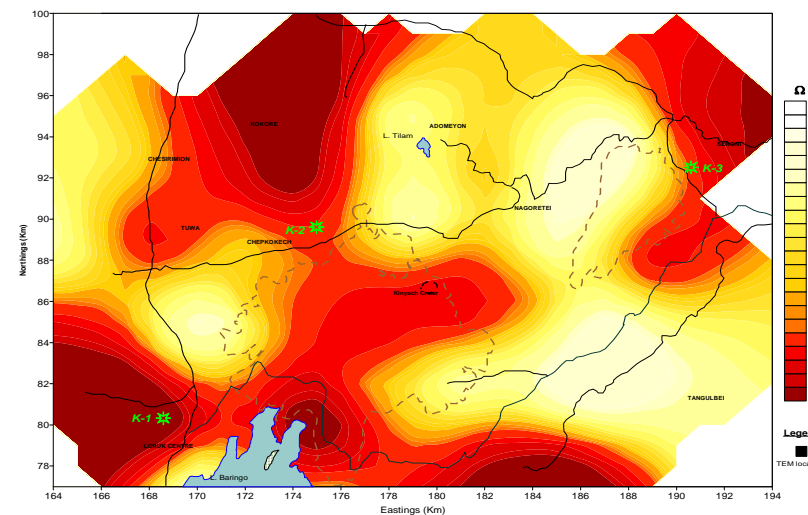 100
98
96
94
92
90
88
86
84
82
80
78
Northings (Km)
164
166
168
170
172
174
176
178
180
182
184
186
188
190
192
194
Eastings (Km)
KOKORE
CHESIRIMION
TUWA
CHEPKOKECH
K-2
L. Tilam
ADOMEYON
NAGORETEI
K-3
Kinyach Crater
TANGULBEI
K-1
LORUK CENTRE
L. Baringo
Ω
Lege
TEM loca